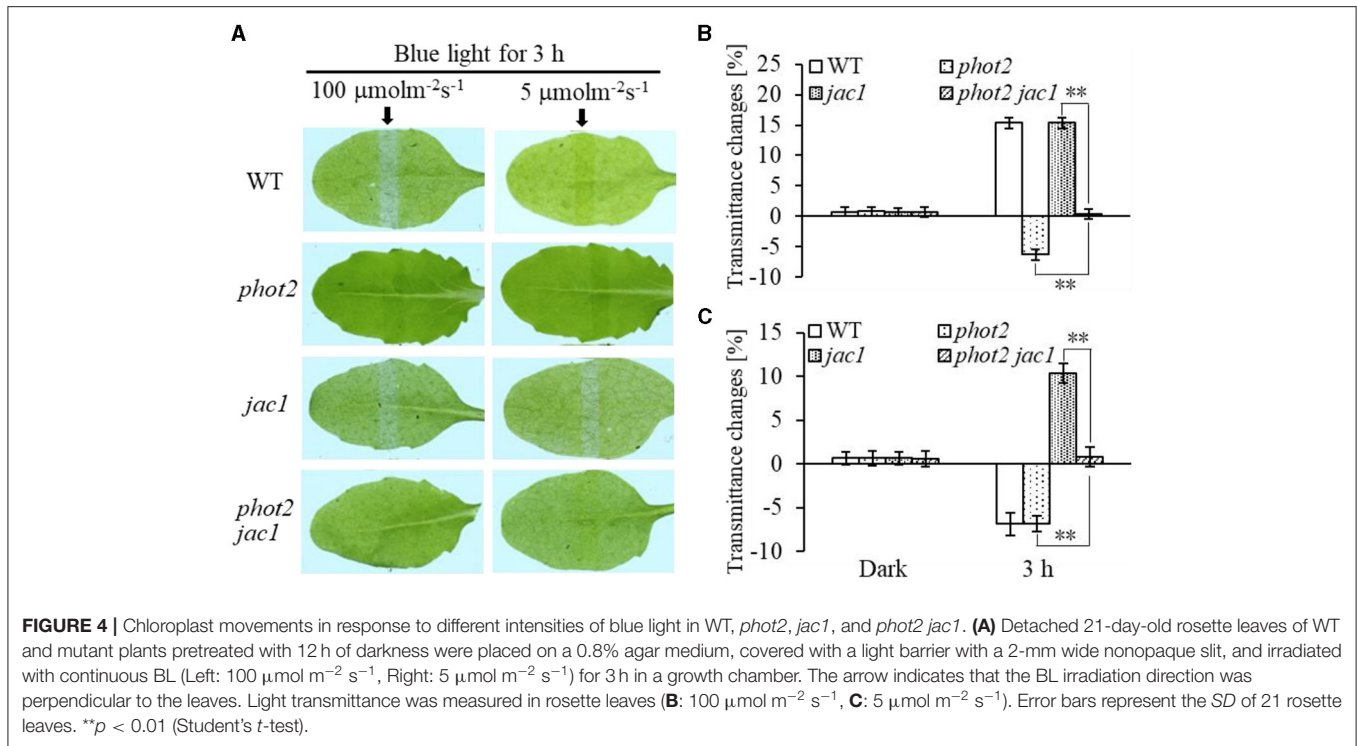 A
Blue light for 3 h
100 μmolm-²s-¹
5 μmolm-²s-¹
WT
phot2
jac1
phot2
jac1
B
Transmittance changes [%]
25
20
15
10
5
0
-5
-10
WT
phot2
jac1
phot2 jac1
**
**
C
Transmittance changes [%]
15
10
5
0
-5
-10
WT
phot2
jac1
phot2 jac1
**
**
Dark
3 h
FIGURE 4 | Chloroplast movements in response to different intensities of blue light in WT, phot2, jac1, and phot2 jac1. (A) Detached 21-day-old rosette leaves of WT
and mutant plants pretreated with 12 h of darkness were placed on a 0.8% agar medium, covered with a light barrier with a 2-mm wide nonopaque slit, and irradiated
with continuous BL (Left: 100 μmol m⁻² s⁻¹, Right: 5 μmol m⁻² s⁻¹) for 3 h in a growth chamber. The arrow indicates that the BL irradiation direction was
perpendicular to the leaves. Light transmittance was measured in rosette leaves (B: 100 μmol m⁻² s⁻¹, C: 5 μmol m⁻² s⁻¹). Error bars represent the SD of 21 rosette
leaves. **p < 0.01 (Student's t-test).